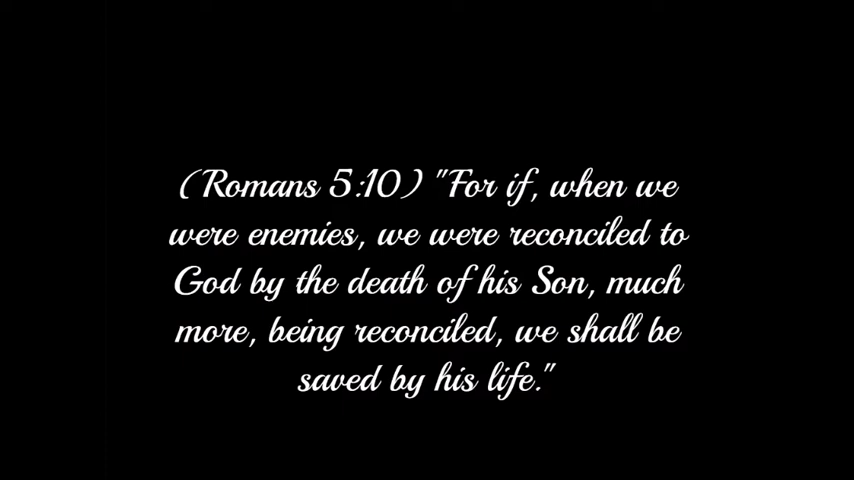 (Romans 5:10) "For if, when we
were enemies, we were reconciled to
God by the death of his Son, much
more, being reconciled, we shall be
saved by his life."